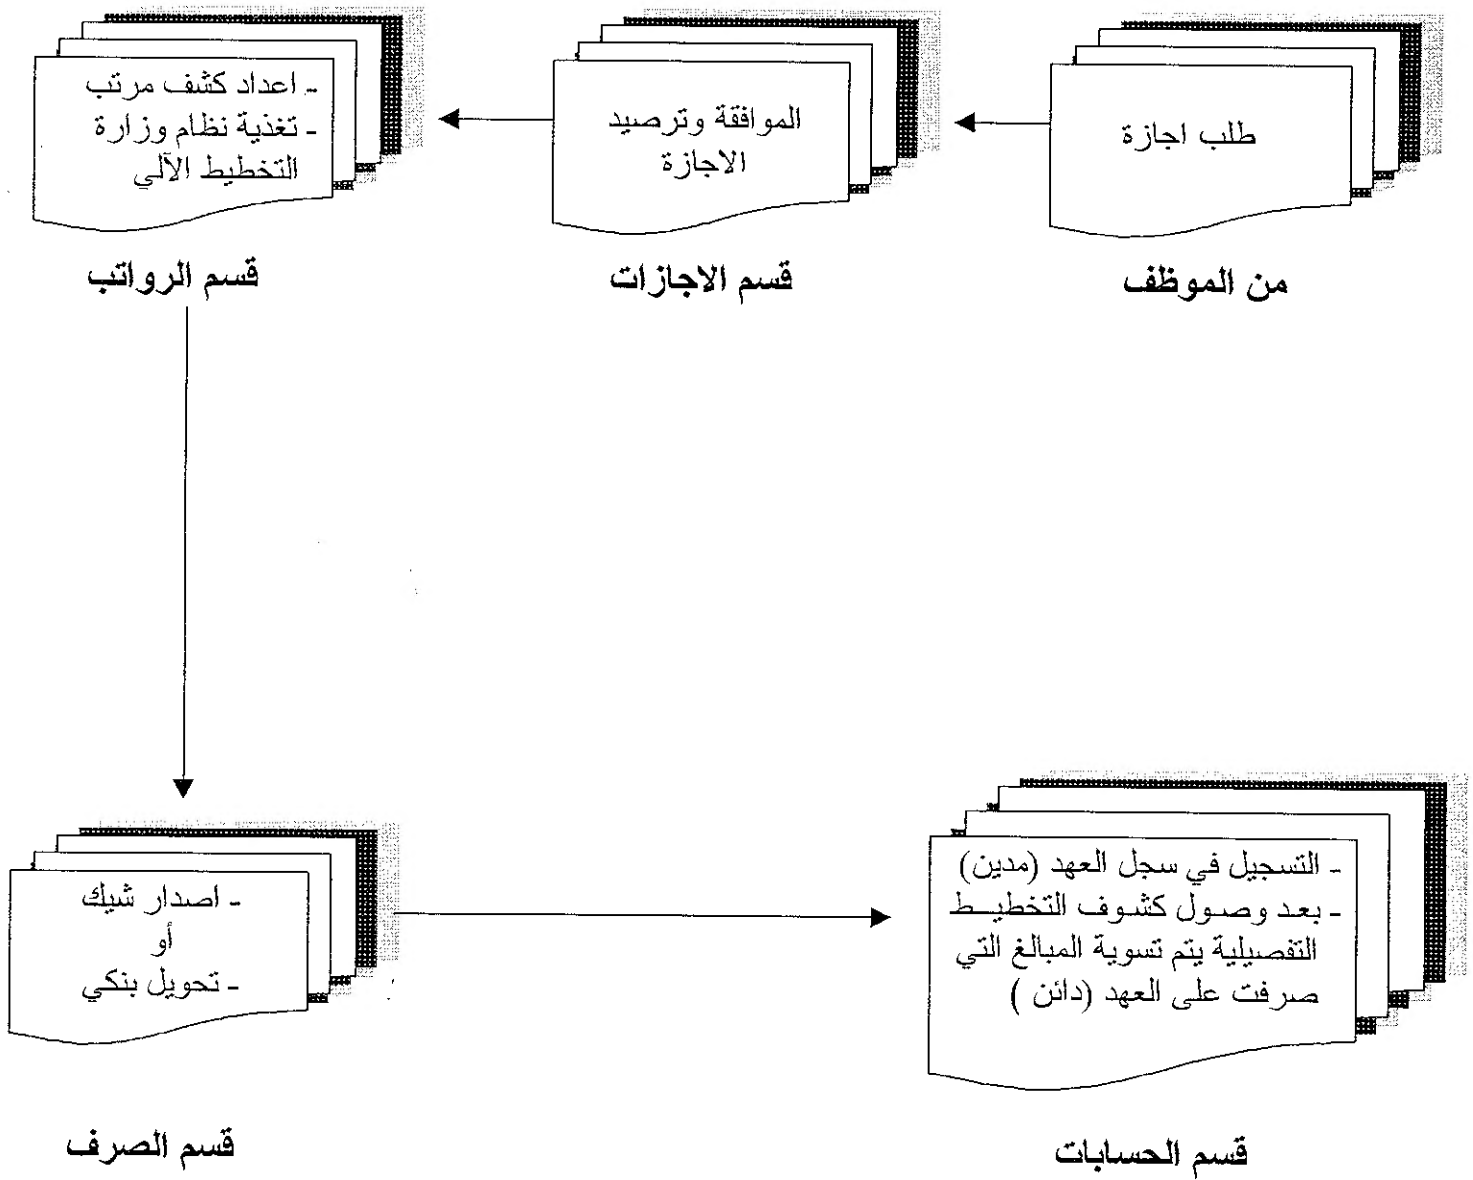 طلب اجازة
من الموظف
الموافقة وترصيد
الاجازة
قسم الاجازات
- اعداد كشف مرتب
- تغذية نظام وزارة
التخطيط الآلي
قسم الرواتب
- اصدار شيك
أو
- تحويل بنكي
قسم الصرف
- التسجيل في سجل العهد (مدين)
- بعد وصول كشوف التخطيط
التفصيلية يتم تسوية المبالغ التي
صرفت على العهد (دائن )
قسم الحسابات